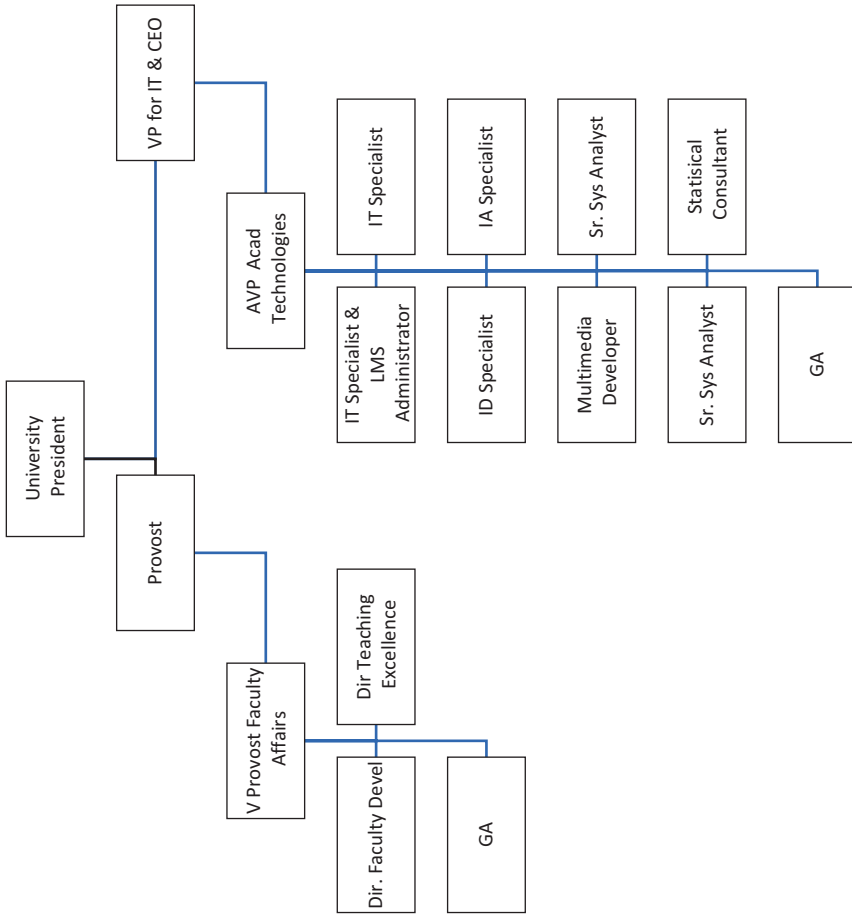 University
President
Provost
VP for IT & CEO
V Provost Faculty
Affairs
AVP Acad
Technologies
Dir. Faculty Devel
Dir Teaching
Excellence
GA
IT Specialist &
LMS
Administrator
IT Specialist
ID Specialist
IA Specialist
Multimedia
Developer
Sr. Sys Analyst
Sr. Sys Analyst
Statisical
Consultant
GA